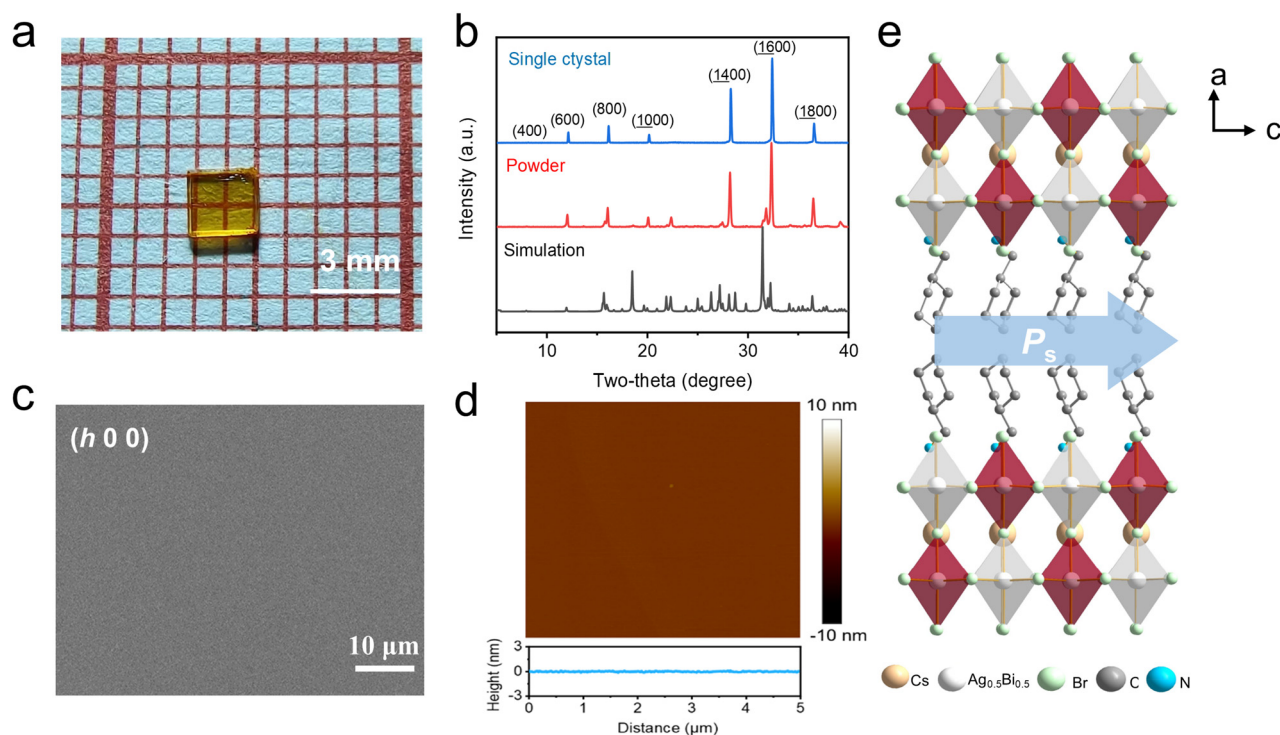 a
3 mm
b
Single ctystal
(400)
(600)
(800)
(1000)
(1400)
(1600)
(1800)
Powder
Simulation
Intensity (a.u.)
10
20
30
40
Two-theta (degree)
c
(h 0 0)
10 μm
d
10 nm
-10 nm
Height (nm)
3
0
-3
0
1
2
3
4
5
Distance (μm)
e
a
c
Ps
Cs
Ag0.5Bi0.5
Br
C
N